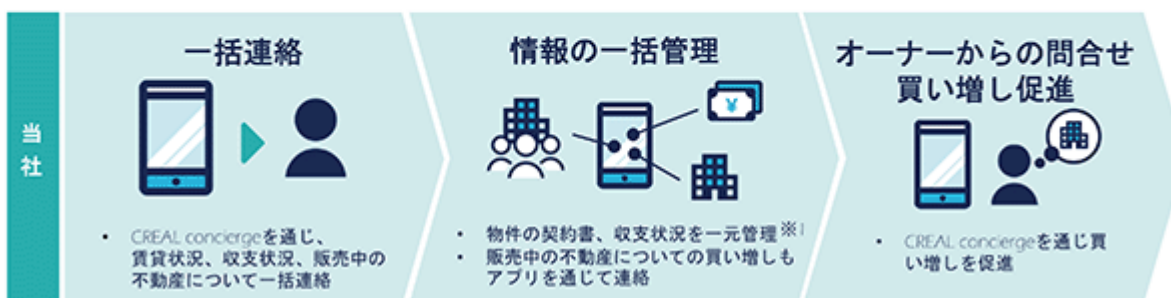 当社
一括連絡
・ CREAL conciergeを通じ、
賃貸状況、収支状況、販売中の
不動産について一括連絡
情報の一括管理
¥
・ 物件の契約書、収支状況を一元管理※1
・ 販売中の不動産についての買い増しも
アプリを通じて連絡
オーナーからの問合せ
買い増し促進
・ CREAL conciergeを通じ買
い増しを促進